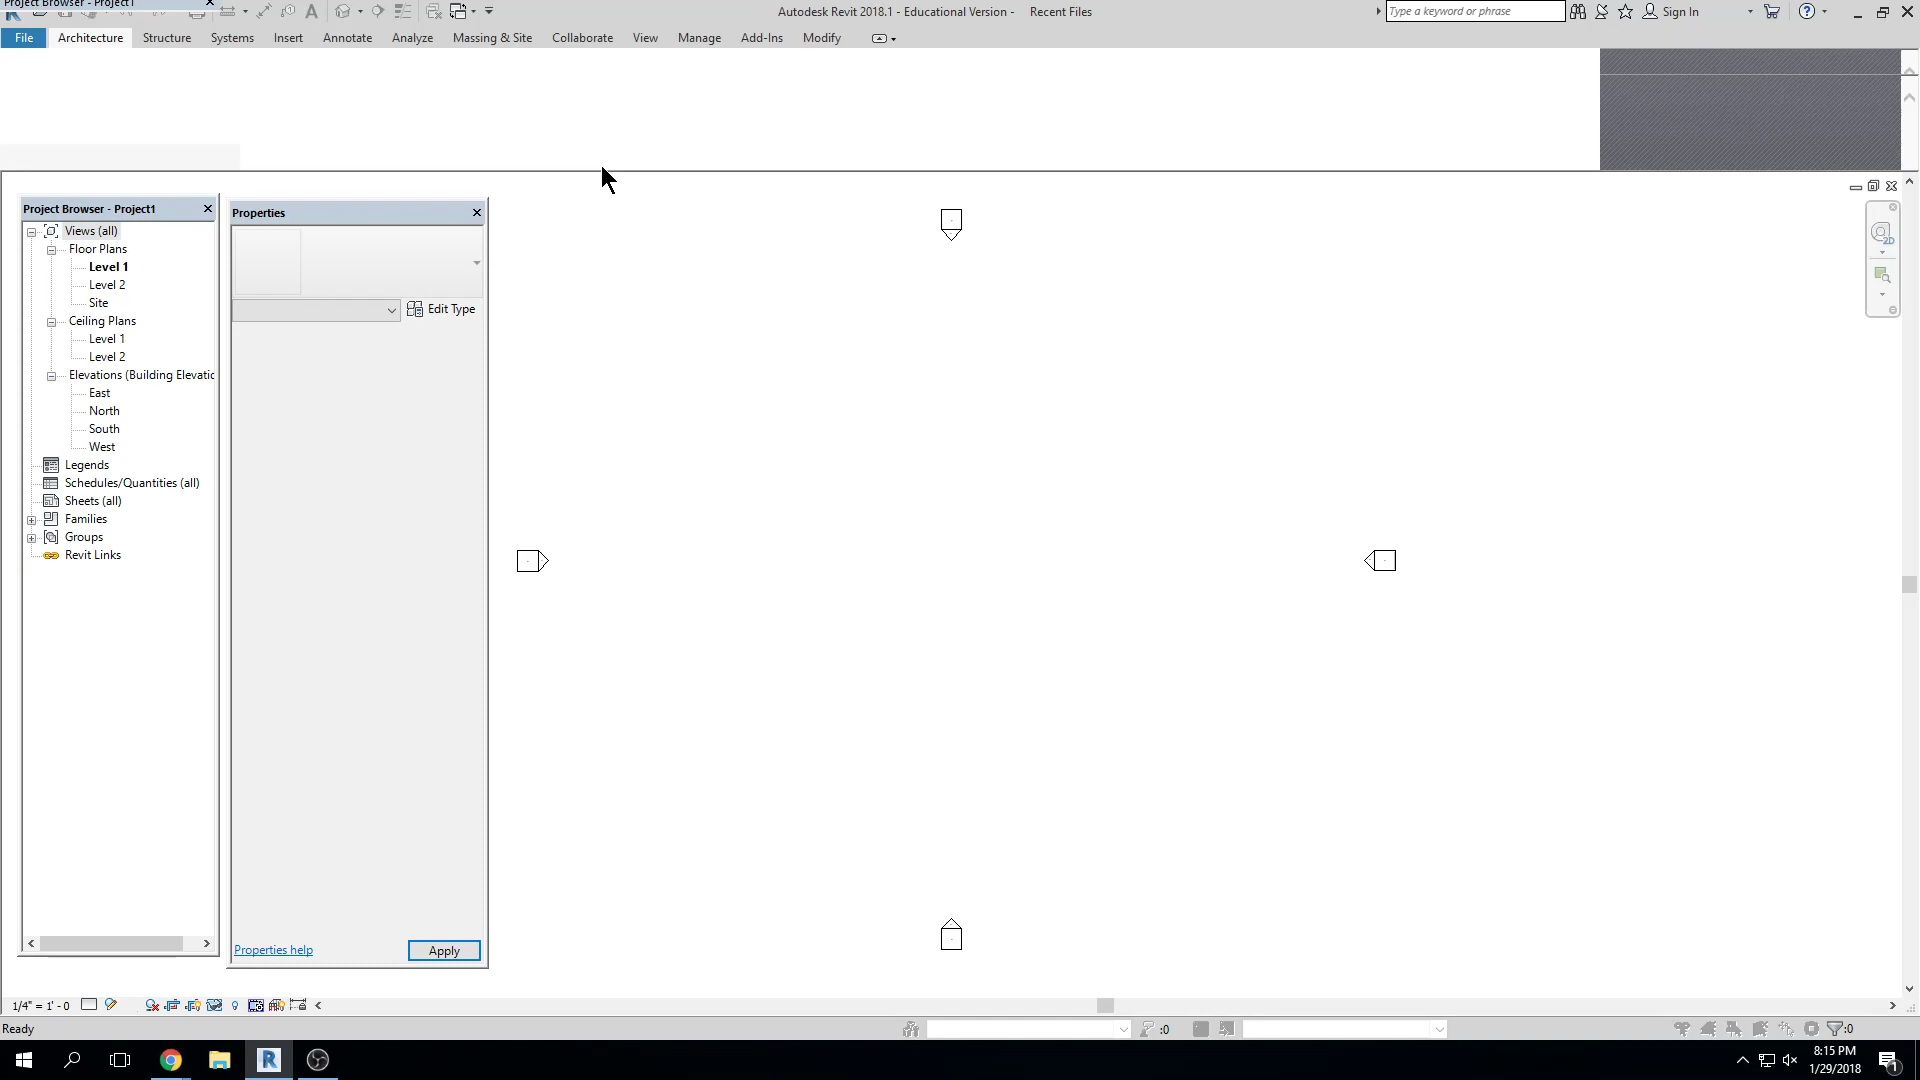 Project Browser - Project1
Autodesk Revit 2018.1 - Educational Version - Recent Files
Type a keyword or phrase
Sign In
File Architecture Structure Systems Insert Annotate Analyze Massing & Site Collaborate View Manage Add-Ins Modify
Project Browser - Project1
Views (all)
Floor Plans
Level 1
Level 2
Site
Ceiling Plans
Level 1
Level 2
Elevations (Building Elevatic
East
North
South
West
Legends
Schedules/Quantities (all)
Sheets (all)
Families
Groups
Revit Links
Properties
Edit Type
Properties help
Apply
2D
1/4" = 1' - 0
Ready
:0
:0
8:15 PM
1/29/2018
1